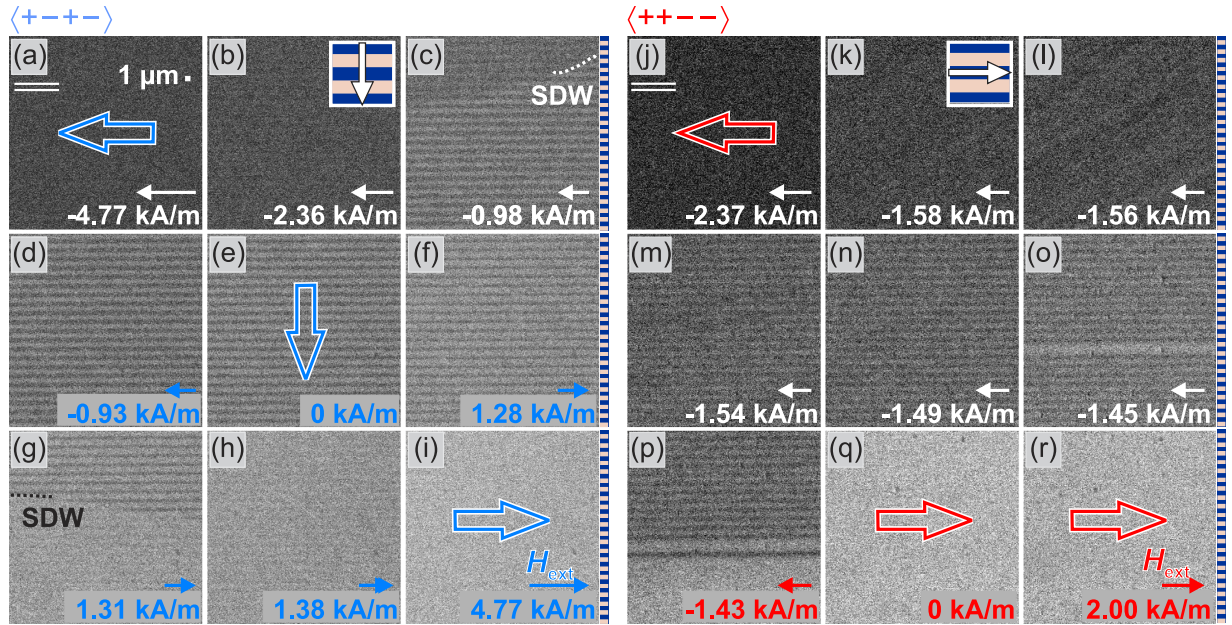 ⟨+−+−⟩
(a)
1 µm
-4.77 kA/m
(b)
-2.36 kA/m
(c)
SDW
-0.98 kA/m
(d)
-0.93 kA/m
(e)
0 kA/m
(f)
1.28 kA/m
(g)
SDW
1.31 kA/m
(h)
1.38 kA/m
(i)
Hext
4.77 kA/m
⟨++−−⟩
(j)
-2.37 kA/m
(k)
-1.58 kA/m
(l)
-1.56 kA/m
(m)
-1.54 kA/m
(n)
-1.49 kA/m
(o)
-1.45 kA/m
(p)
-1.43 kA/m
(q)
0 kA/m
(r)
Hext
2.00 kA/m